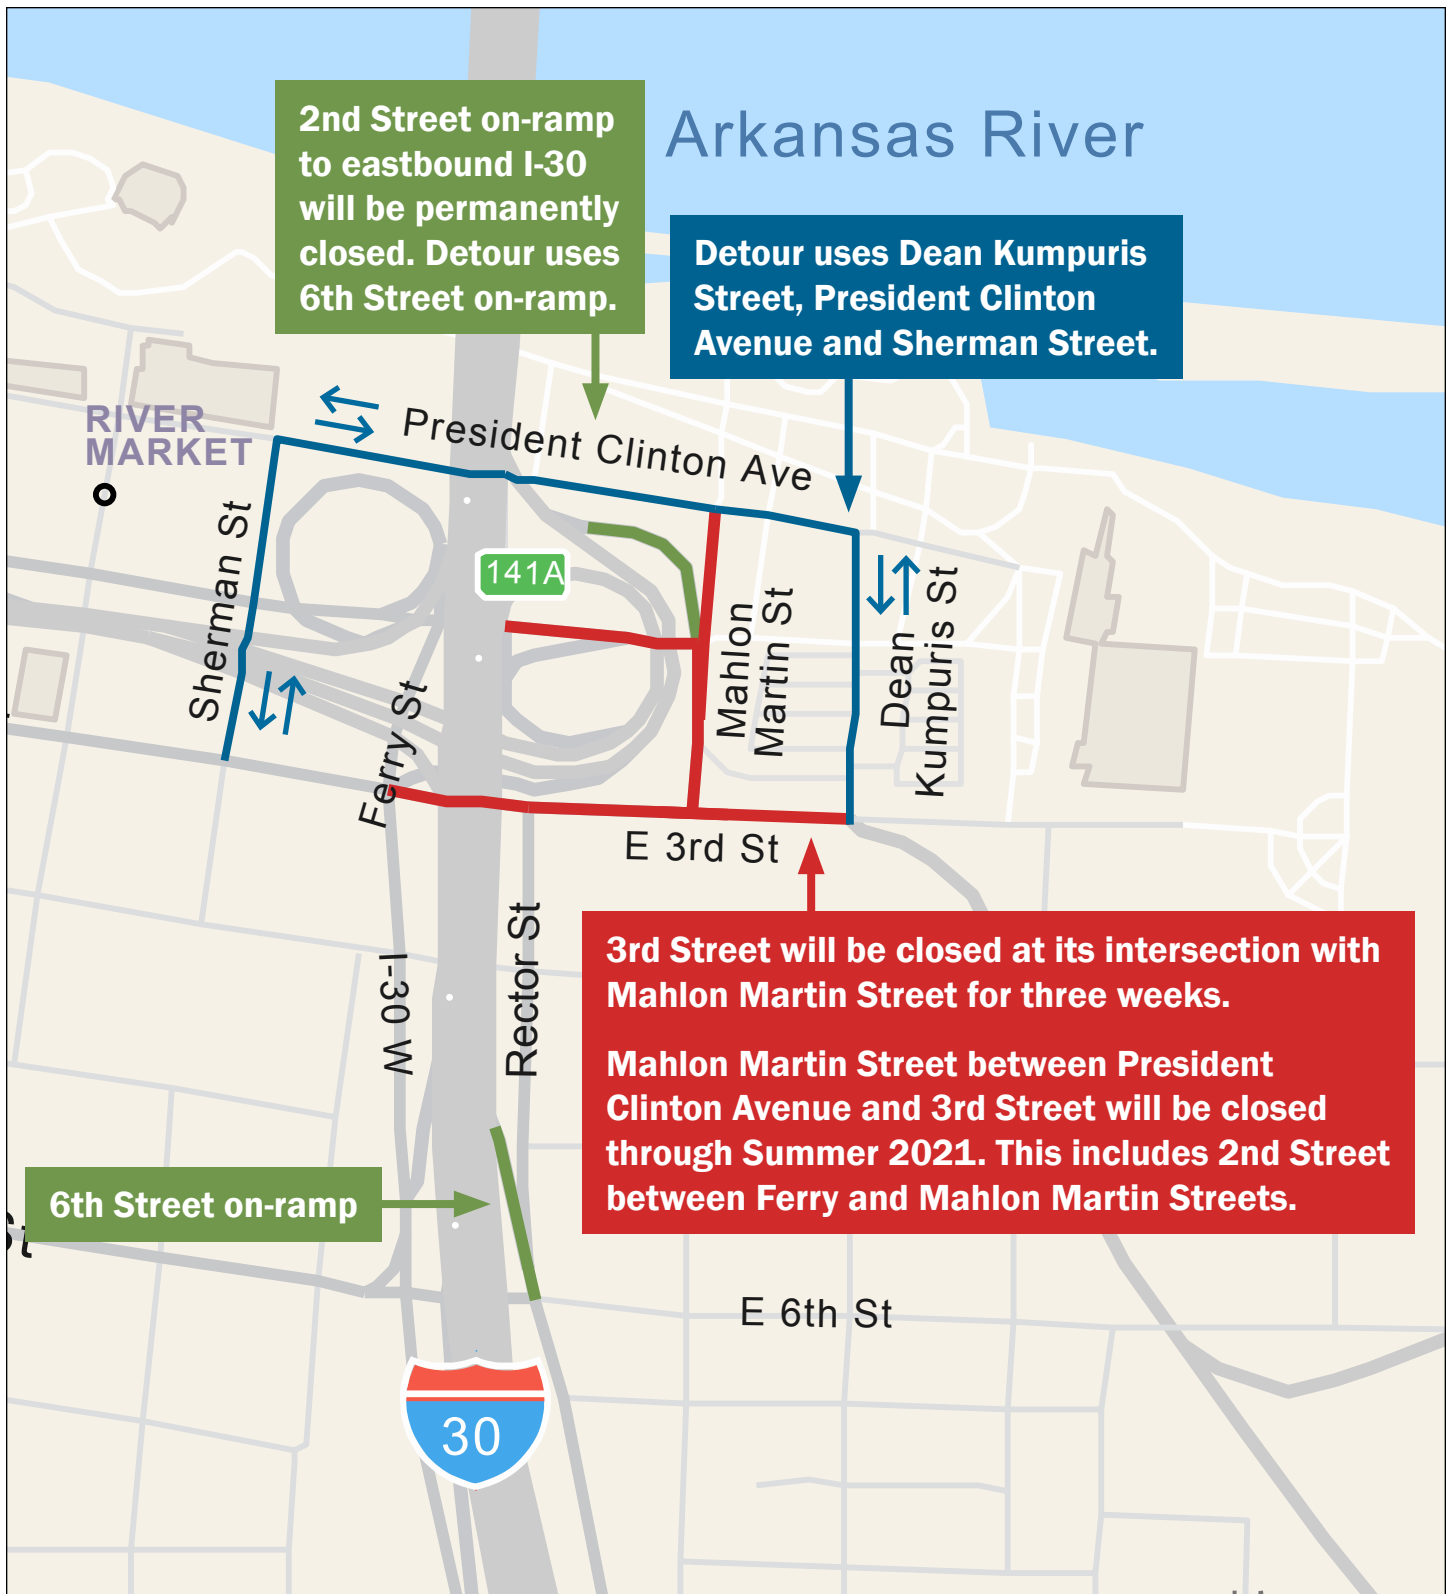 2nd Street on-ramp
to eastbound I-30
will be permanently
closed. Detour uses
6th Street on-ramp.
Arkansas River
Detour uses Dean Kumpuris
Street, President Clinton
Avenue and Sherman Street.
RIVER
MARKET
President Clinton Ave
Sherman St
141A
Mahlon
Martin St
Dean
Kumpuris St
Ferry St
E 3rd St
I-30 W
Rector St
3rd Street will be closed at its intersection with
Mahlon Martin Street for three weeks.
Mahlon Martin Street between President
Clinton Avenue and 3rd Street will be closed
through Summer 2021. This includes 2nd Street
between Ferry and Mahlon Martin Streets.
6th Street on-ramp
St
E 6th St
30